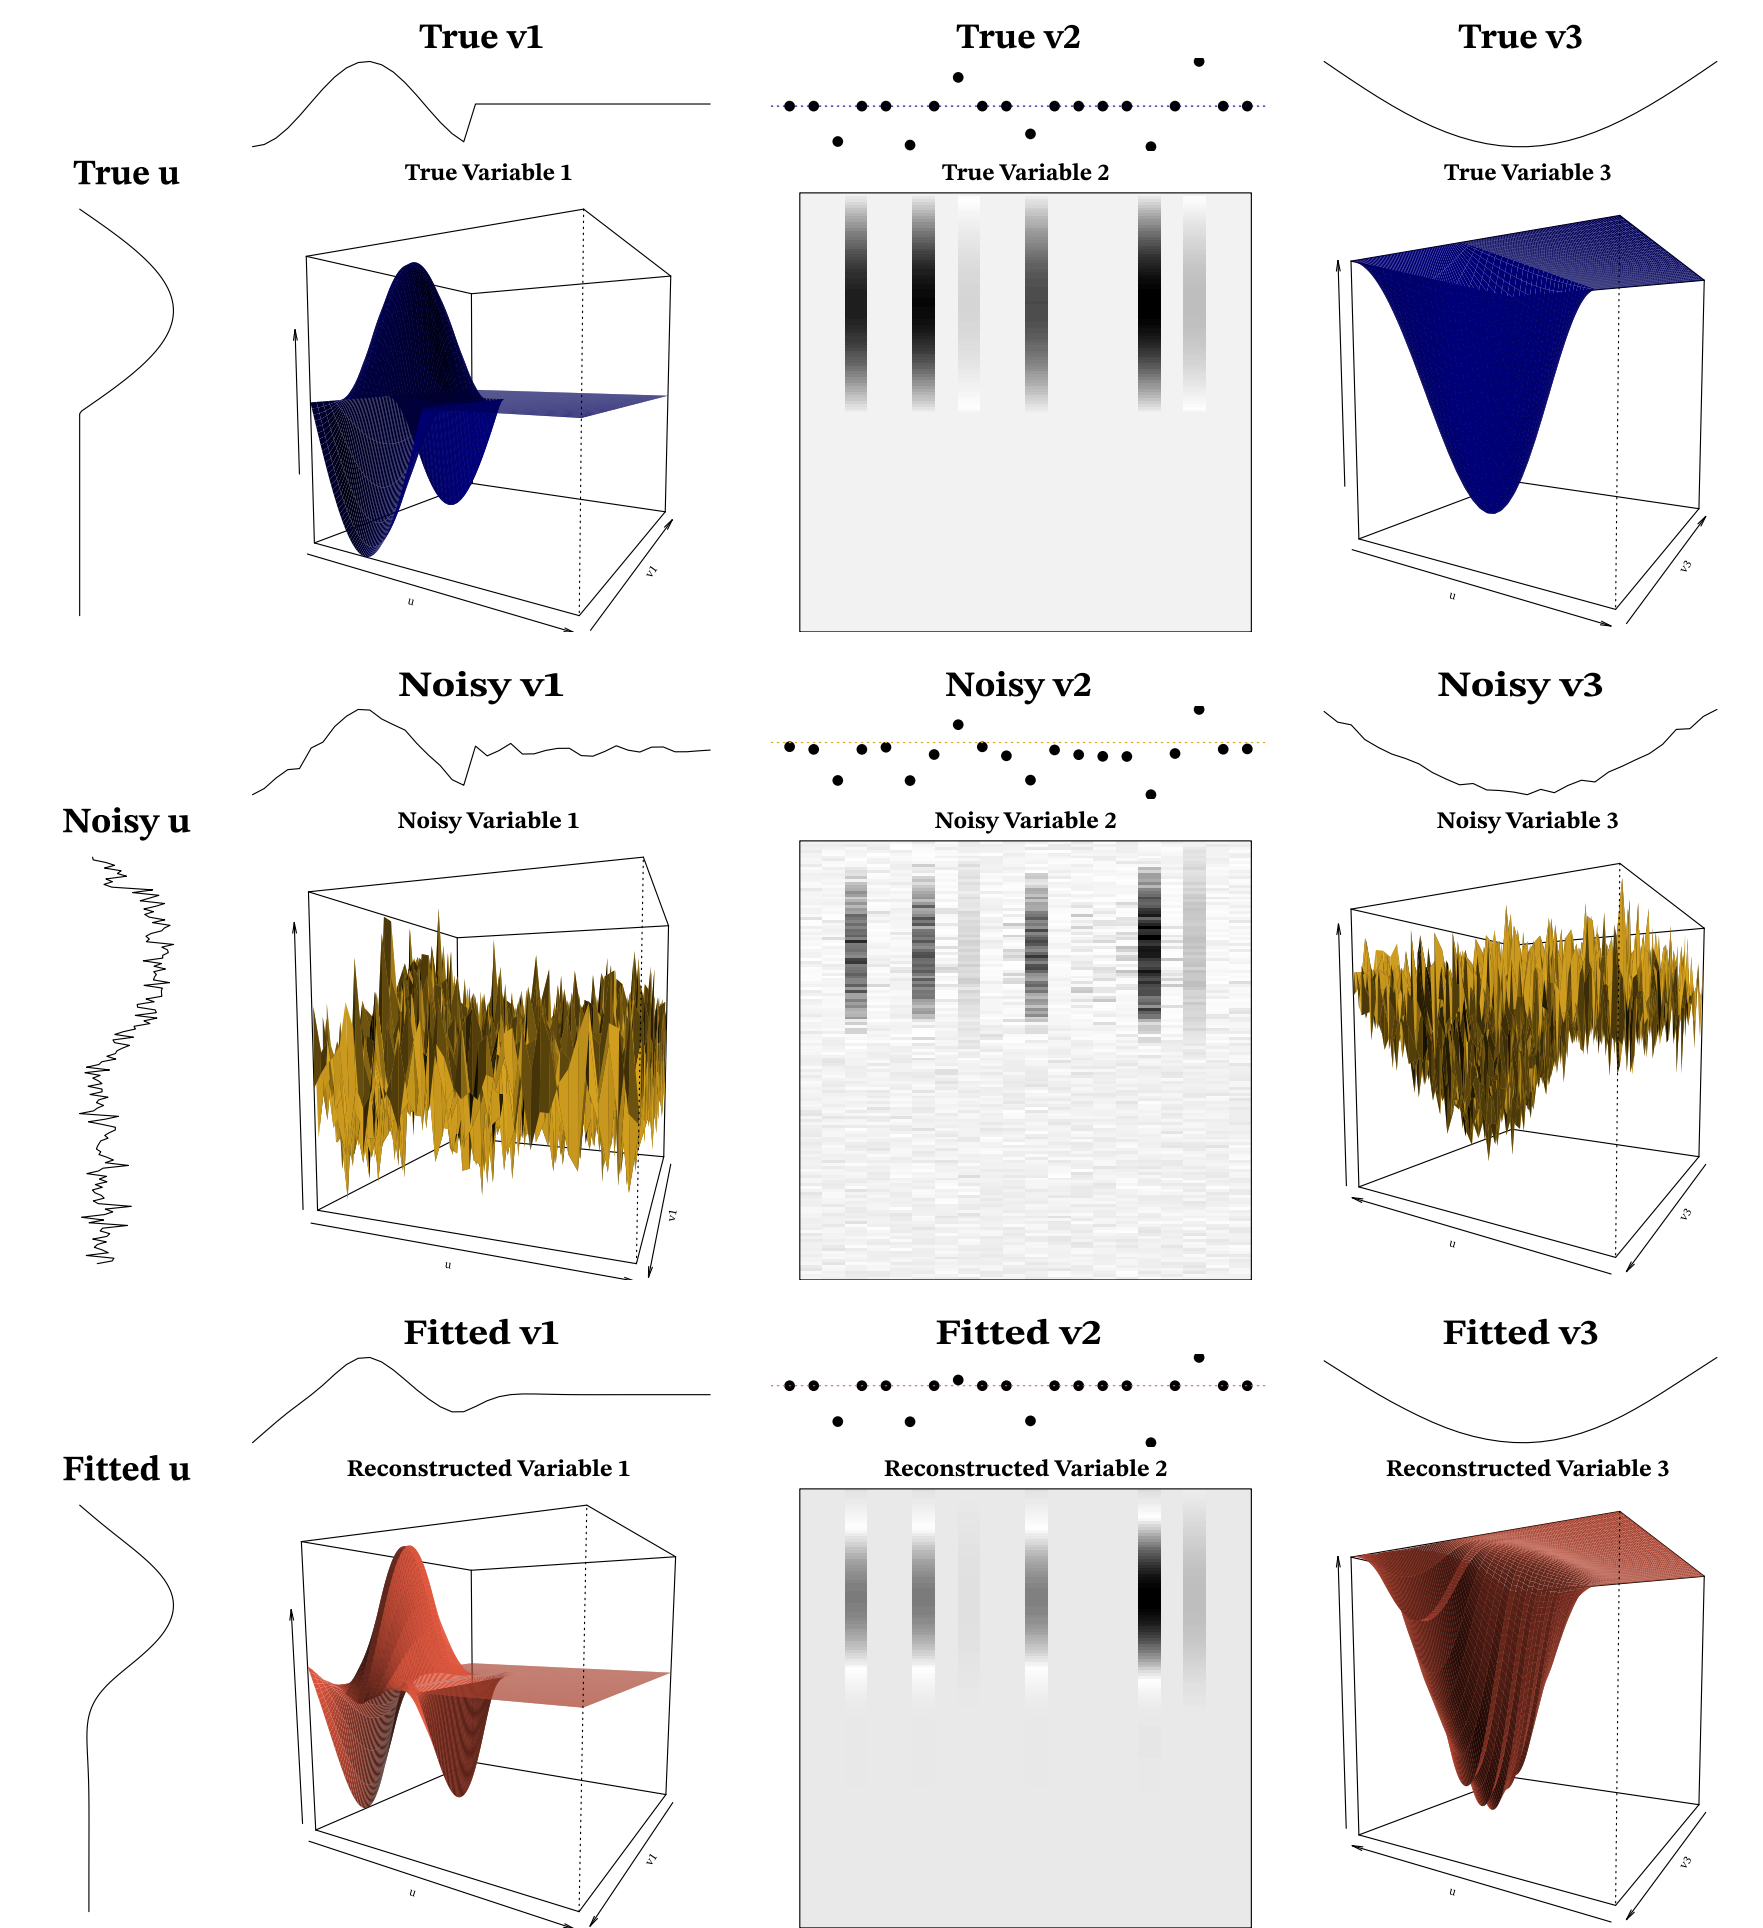 True v1
True v2
True v3
True u
True Variable 1
True Variable 2
True Variable 3
u
v1
u
v3
Noisy v1
Noisy v2
Noisy v3
Noisy u
Noisy Variable 1
Noisy Variable 2
Noisy Variable 3
u
v1
u
v3
Fitted v1
Fitted v2
Fitted v3
Fitted u
Reconstructed Variable 1
Reconstructed Variable 2
Reconstructed Variable 3
u
v1
u
v3